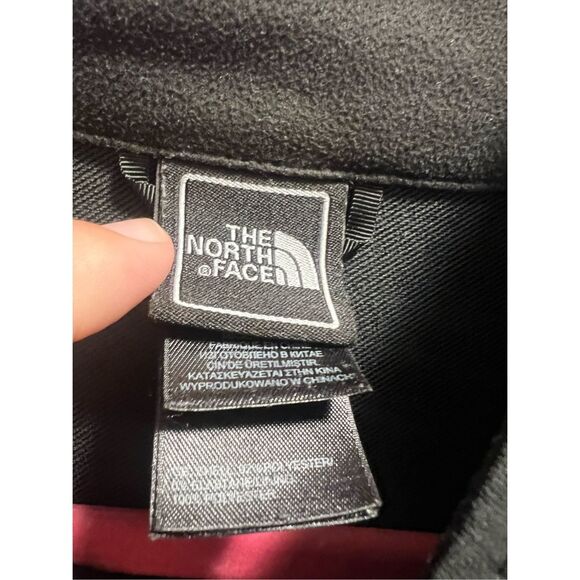 THE
NORTH
®FACE
ИЗГОТОВЛЕНО В КИТАЕ
ÇİN'DE ÜRETİLMİŞTİR.
ΚΑΤΑΣΚΕΥΑΖΕΤΑΙ ΣΤΗΝ ΚΙΝΑ
WYPRODUKOWANO W CHINACH
100% POLYESTER